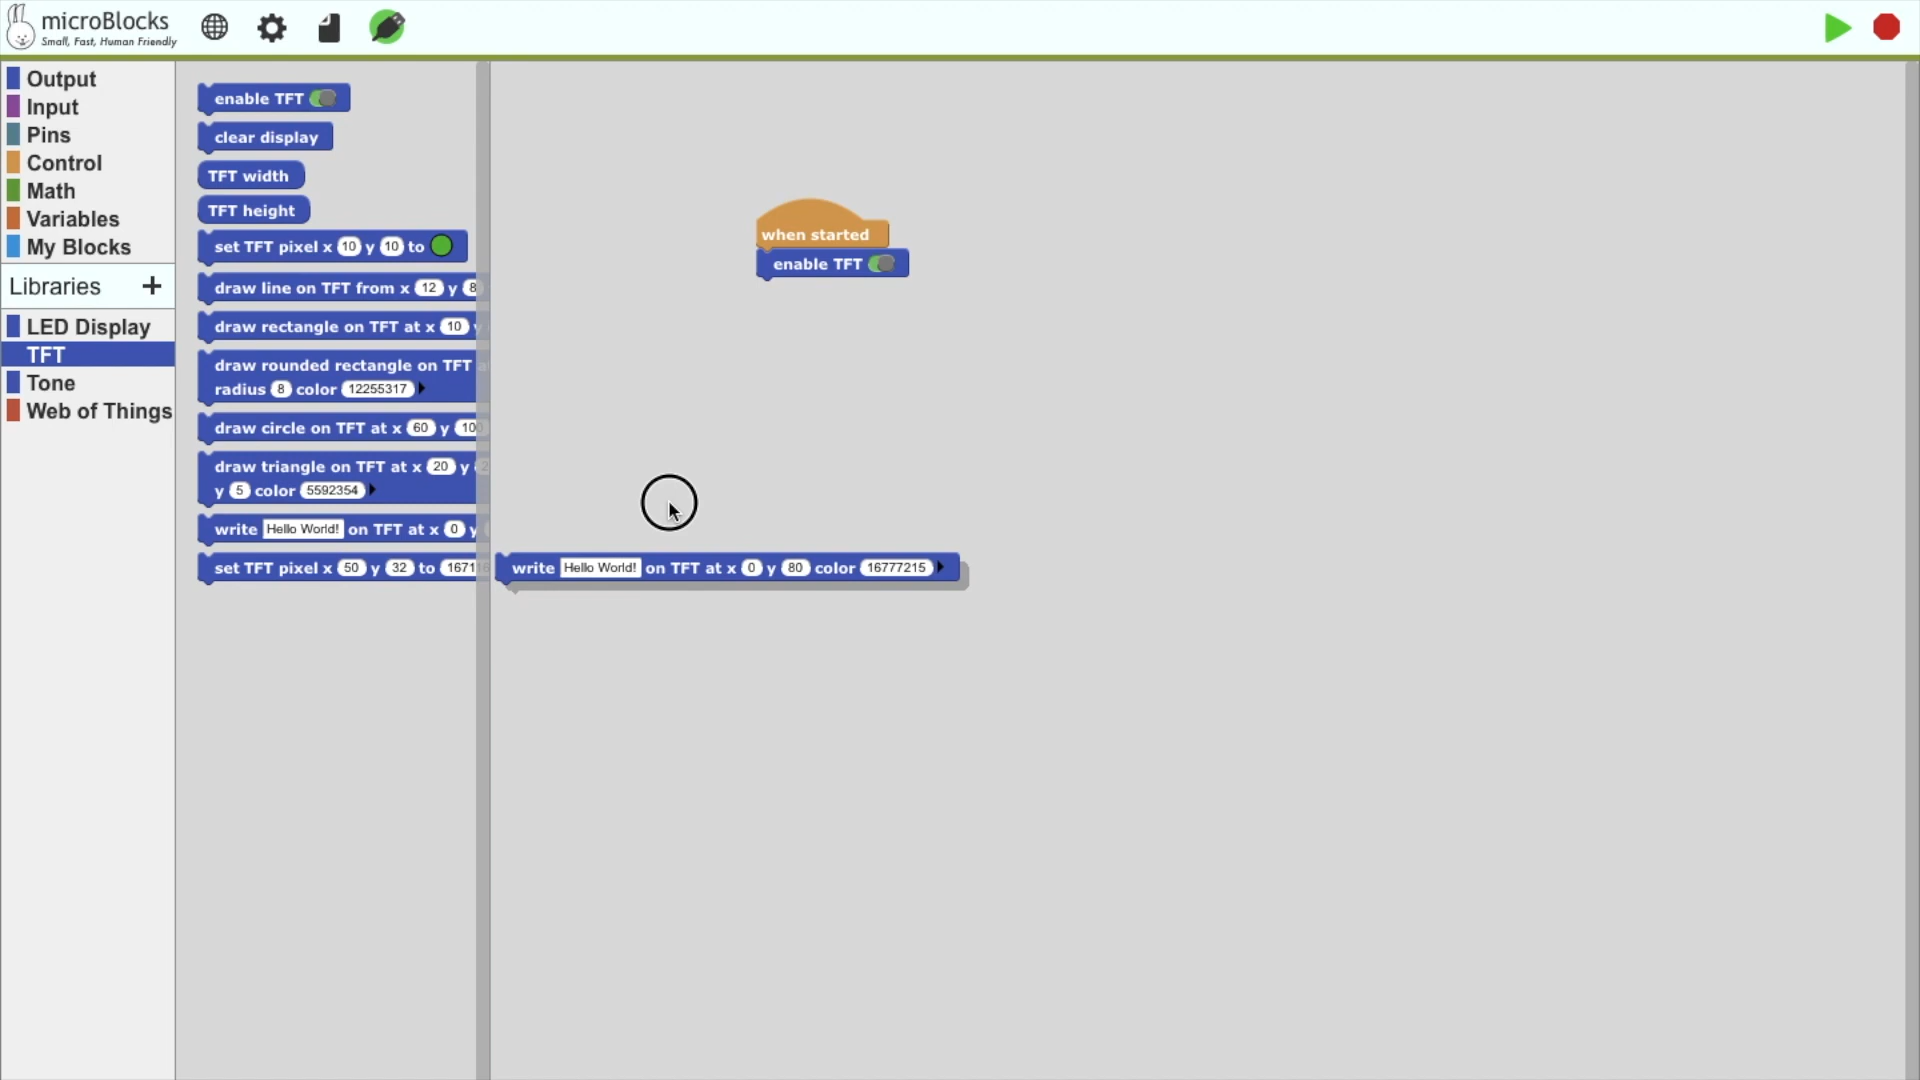 microBlocks
Small, Fast, Human Friendly
Output
Input
Pins
Control
Math
Variables
My Blocks
Libraries +
LED Display
TFT
Tone
Web of Things
enable TFT
clear display
TFT width
TFT height
set TFT pixel x 10 y 10 to
draw line on TFT from x 12 y 8
draw rectangle on TFT at x 10 y
draw rounded rectangle on TFT
radius 8 color 12255317
draw circle on TFT at x 60 y 100
draw triangle on TFT at x 20 y
y 5 color 5592354
write Hello World! on TFT at x 0 y
set TFT pixel x 50 y 32 to
when started
enable TFT
write Hello World! on TFT at x 0 y 80 color 16777215